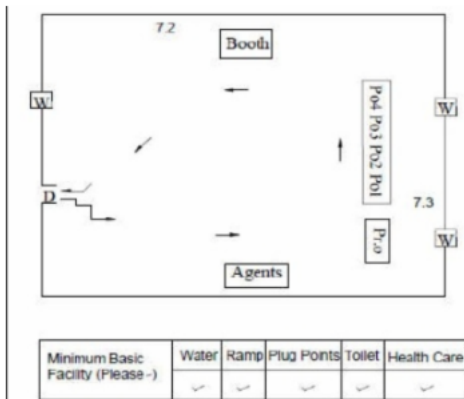 7.2
Booth
W
W
Po4 Po3 Po2 Po1
D
7.3
Pr.o
W
Agents
Minimum Basic Facility (Please -)
Water Ramp Plug Points Toilet Health Care